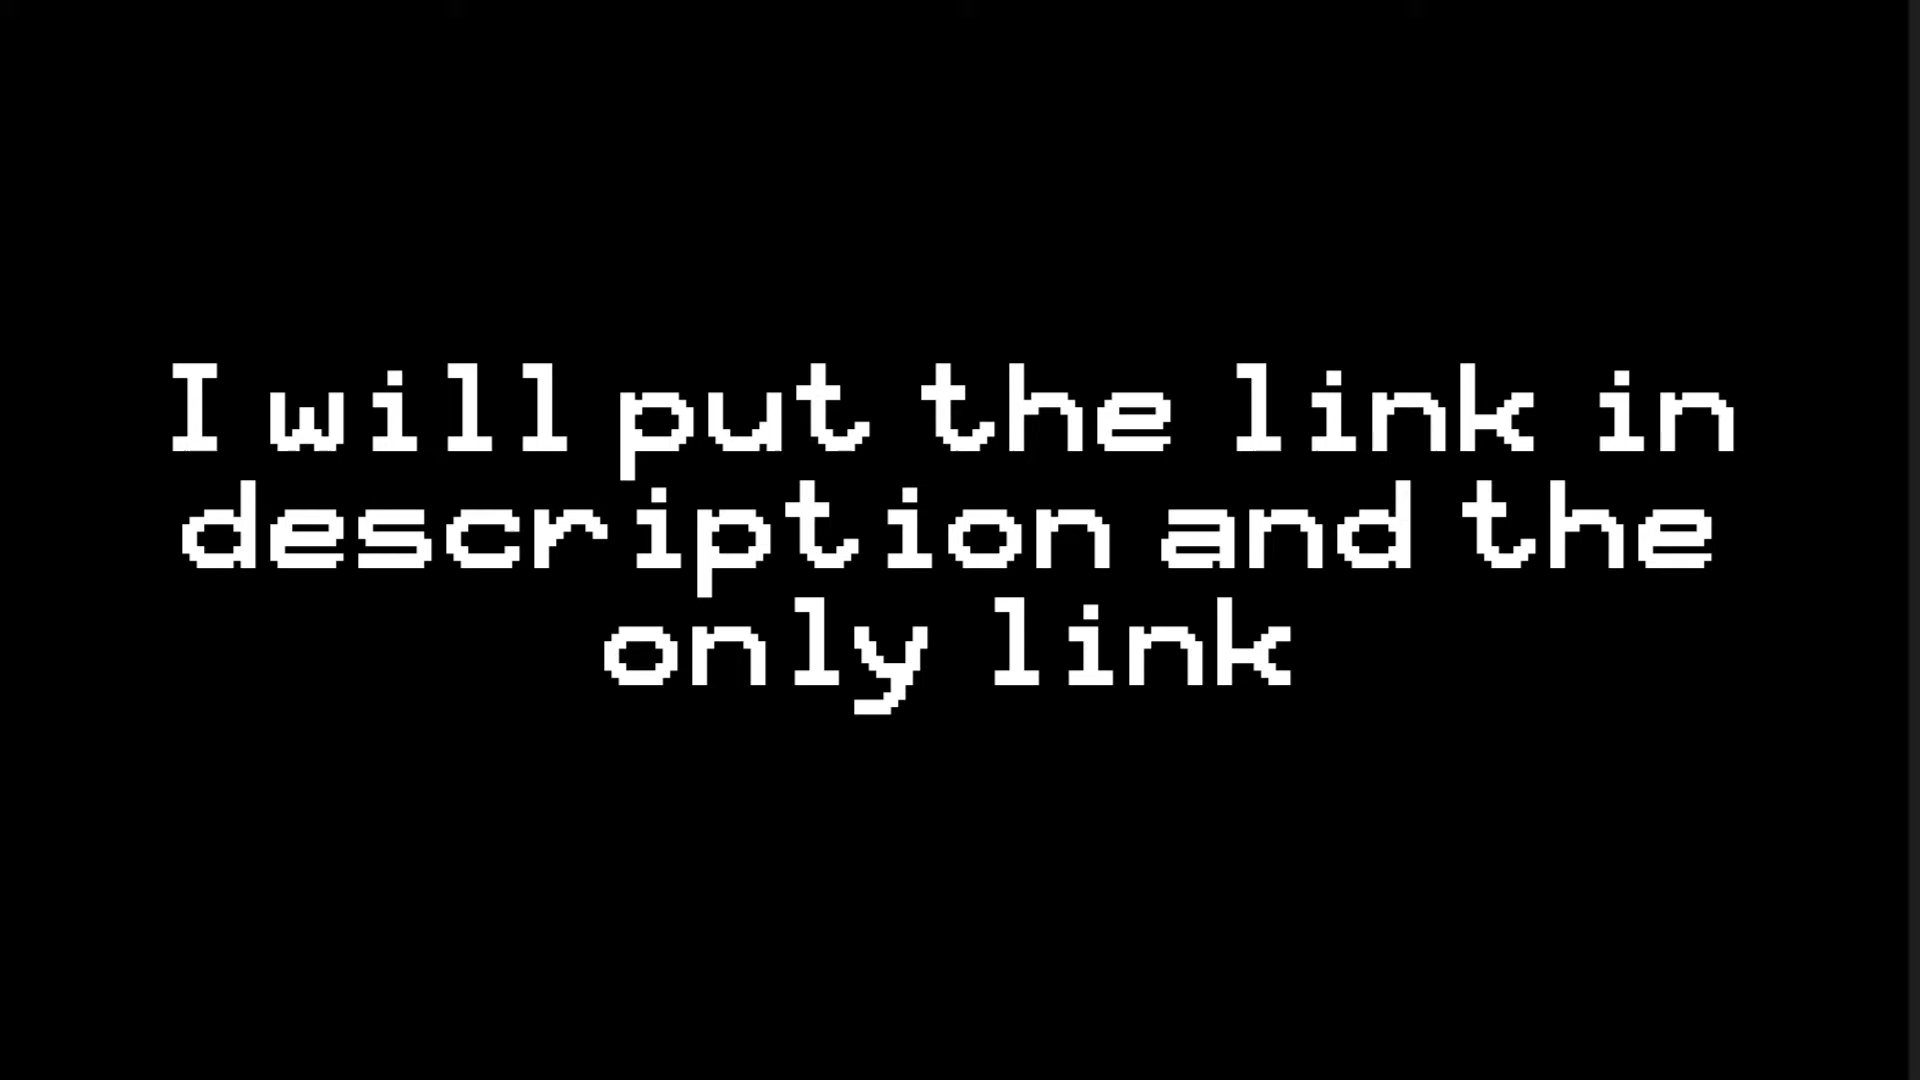 I will put the link in
description and the
only link